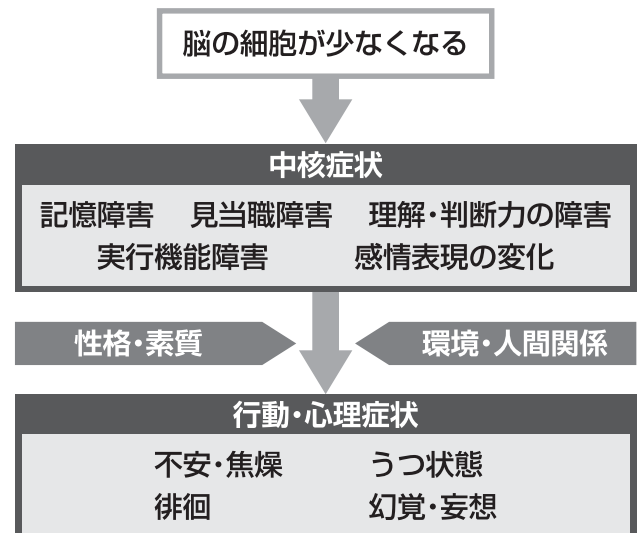 脳の細胞が少なくなる
中核症状
記憶障害 見当職障害 理解・判断力の障害
実行機能障害 感情表現の変化
性格・素質 環境・人間関係
行動・心理症状
不安・焦燥 うつ状態
徘徊 幻覚・妄想